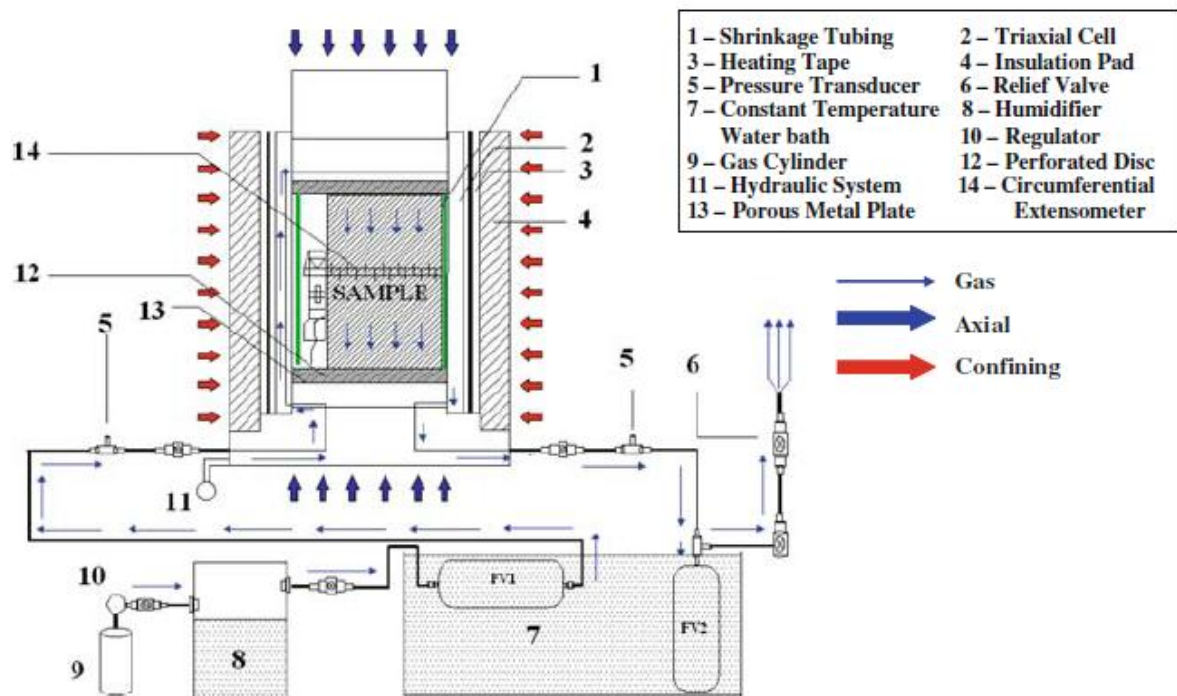 1 – Shrinkage Tubing 2 – Triaxial Cell
3 – Heating Tape 4 – Insulation Pad
5 – Pressure Transducer 6 – Relief Valve
7 – Constant Temperature 8 – Humidifier
Water bath 10 – Regulator
9 – Gas Cylinder 12 – Perforated Disc
11 – Hydraulic System 14 – Circumferential
13 – Porous Metal Plate Extensometer
1
14
2
3
4
12
SAMPLE
13
Gas
Axial
Confining
5
5
6
11
10
FV1
FV2
7
8
9